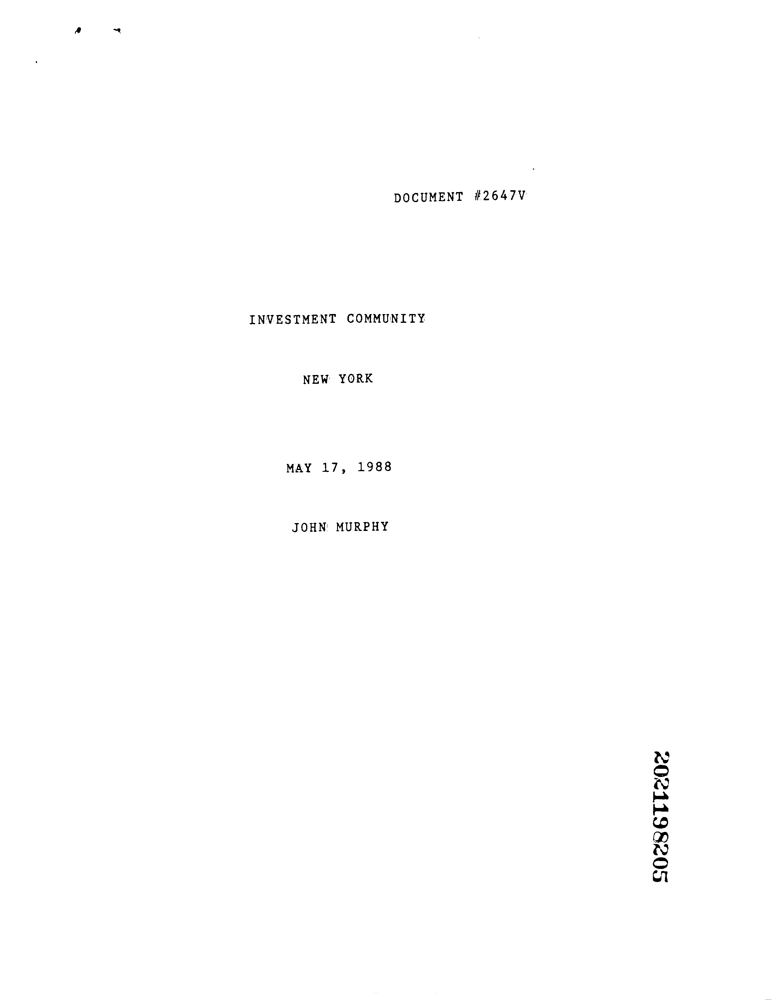 DOCUMENT #2647V
INVESTMENT COMMUNITY
NEW YORK
MAY 17, 1988
JOHN MURPHY
2021198205